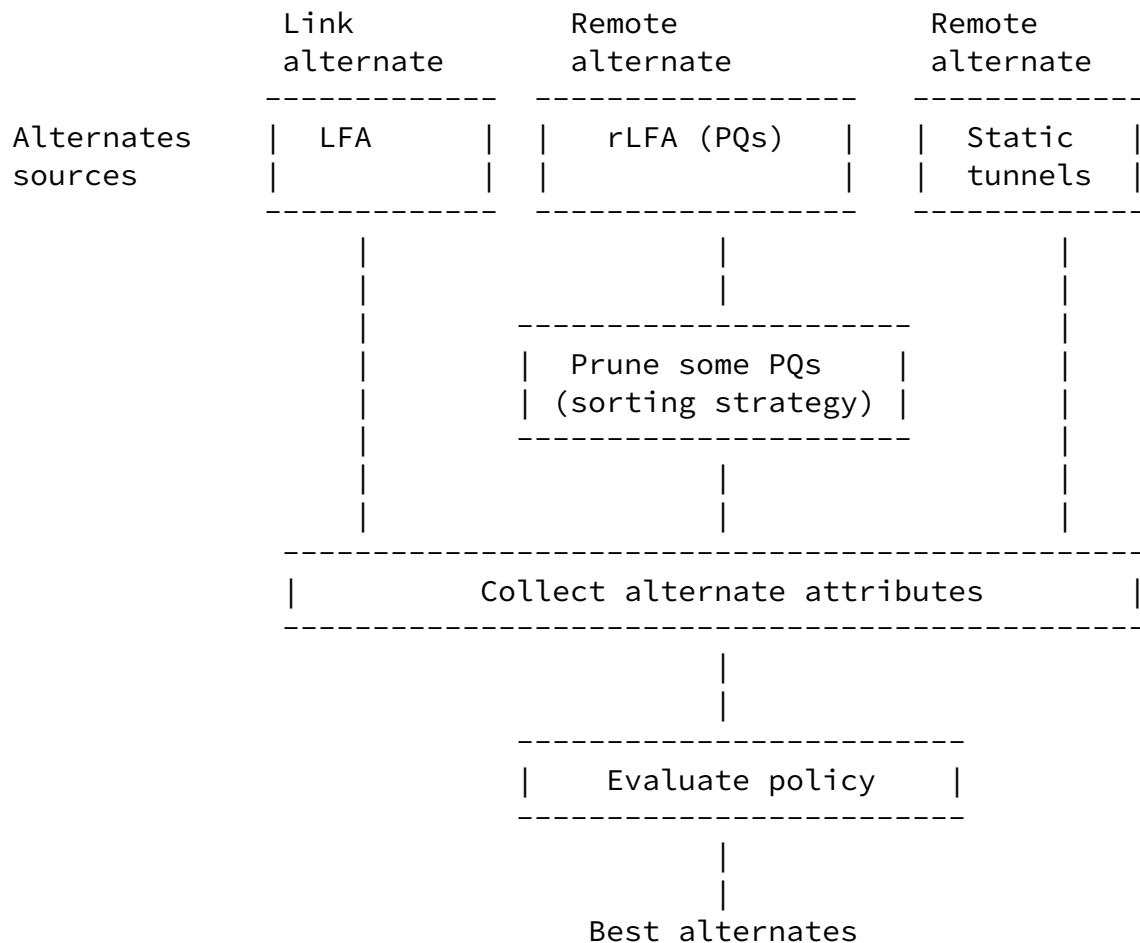 Link Remote Remote
alternate alternate alternate
Alternates LFA rLFA (PQs) Static
sources tunnels
Prune some PQs
(sorting strategy)
Collect alternate attributes
Evaluate policy
Best alternates